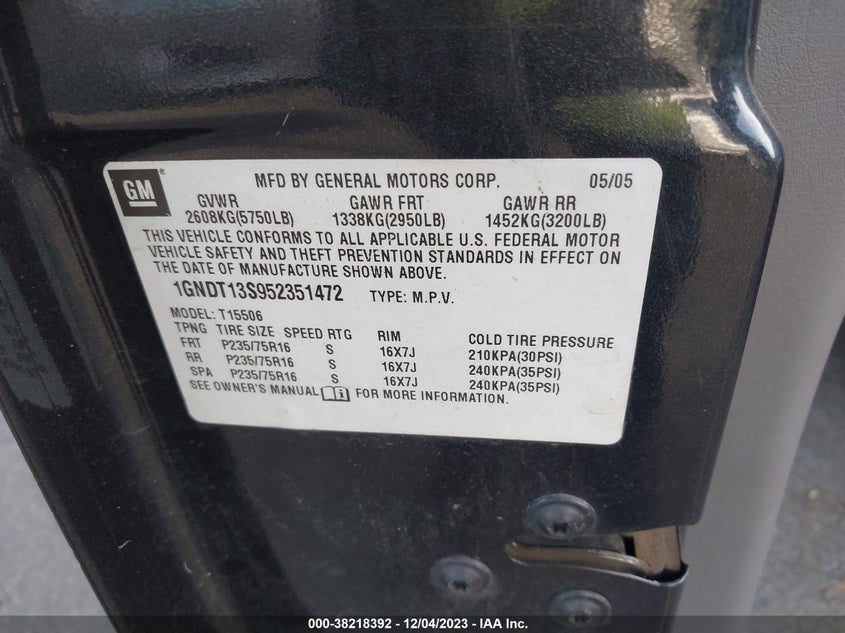 GM ®
MFD BY GENERAL MOTORS CORP. 05/05
GVWR GAWR FRT GAWR RR
2608KG(5750LB) 1338KG(2950LB) 1452KG(3200LB)
THIS VEHICLE CONFORMS TO ALL APPLICABLE U.S. FEDERAL MOTOR
VEHICLE SAFETY AND THEFT PREVENTION STANDARDS IN EFFECT ON
THE DATE OF MANUFACTURE SHOWN ABOVE.
1GNDT13S952351472 TYPE: M.P.V.
MODEL: T15506
TPNG TIRE SIZE SPEED RTG RIM COLD TIRE PRESSURE
FRT P235/75R16 S 16X7J 210KPA(30PSI)
RR P235/75R16 S 16X7J 240KPA(35PSI)
SPA P235/75R16 S 16X7J 240KPA(35PSI)
SEE OWNER'S MANUAL FOR MORE INFORMATION.
000-38218392 - 12/04/2023 - IAA Inc.